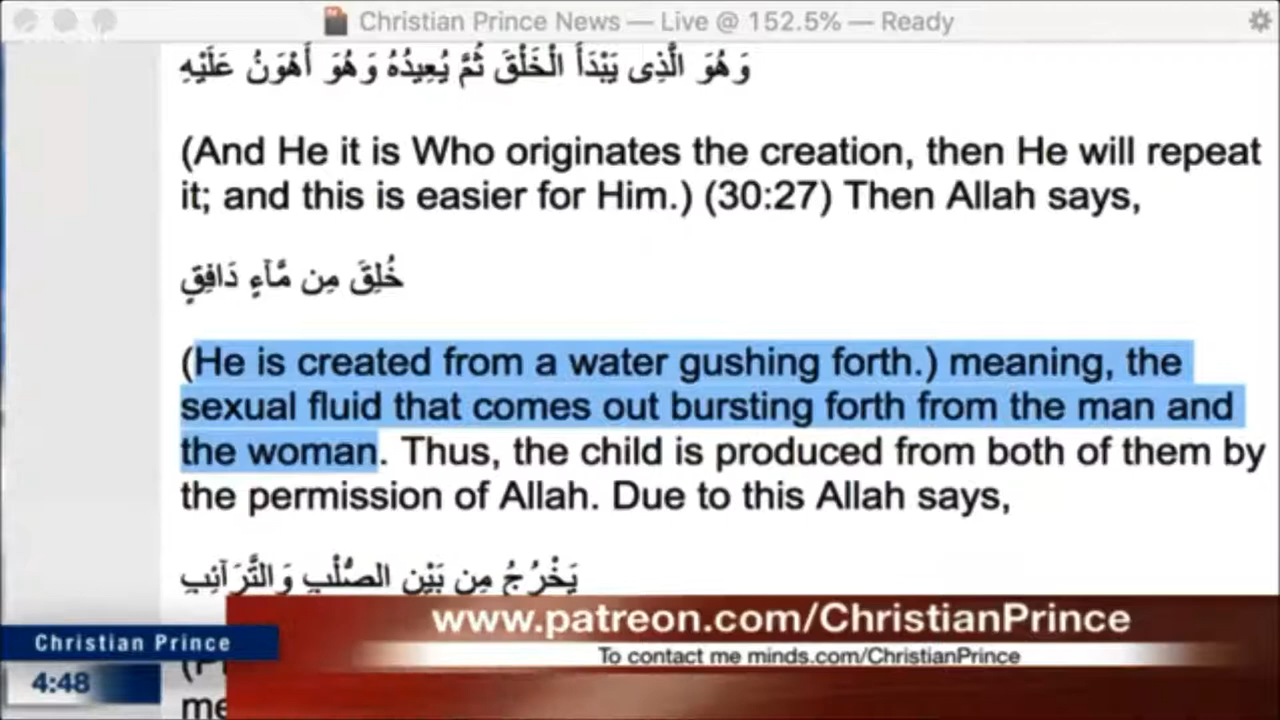 Christian Prince News — Live @ 152.5% — Ready
وَهُوَ الَّذِى يَبْدَأُ الْخَلْقَ ثُمَّ يُعِيدُهُ وَهُوَ أَهْوَنُ عَلَيْهِ
(And He it is Who originates the creation, then He will repeat
it; and this is easier for Him.) (30:27) Then Allah says,
خُلِقَ مِن مَّآءٍ دَافِقٍ
(He is created from a water gushing forth.) meaning, the
sexual fluid that comes out bursting forth from the man and
the woman. Thus, the child is produced from both of them by
the permission of Allah. Due to this Allah says,
يَخْرُجُ مِن بَيْنِ الصُّلْبِ وَالتَّرَآئِبِ
www.patreon.com/ChristianPrince
Christian Prince
To contact me minds.com/ChristianPrince
4:48